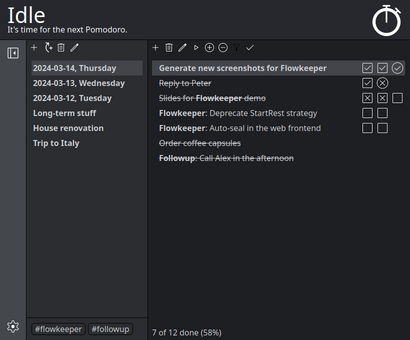 Idle
It's time for the next Pomodoro.
2024-03-14, Thursday
2024-03-13, Wednesday
2024-03-12, Tuesday
Long-term stuff
House renovation
Trip to Italy
#flowkeeper
#followup
Generate new screenshots for Flowkeeper
Reply to Peter
Slides for Flowkeeper demo
Flowkeeper: Deprecate StartRest strategy
Flowkeeper: Auto-seal in the web frontend
Order coffee capsules
Followup: Call Alex in the afternoon
7 of 12 done (58%)